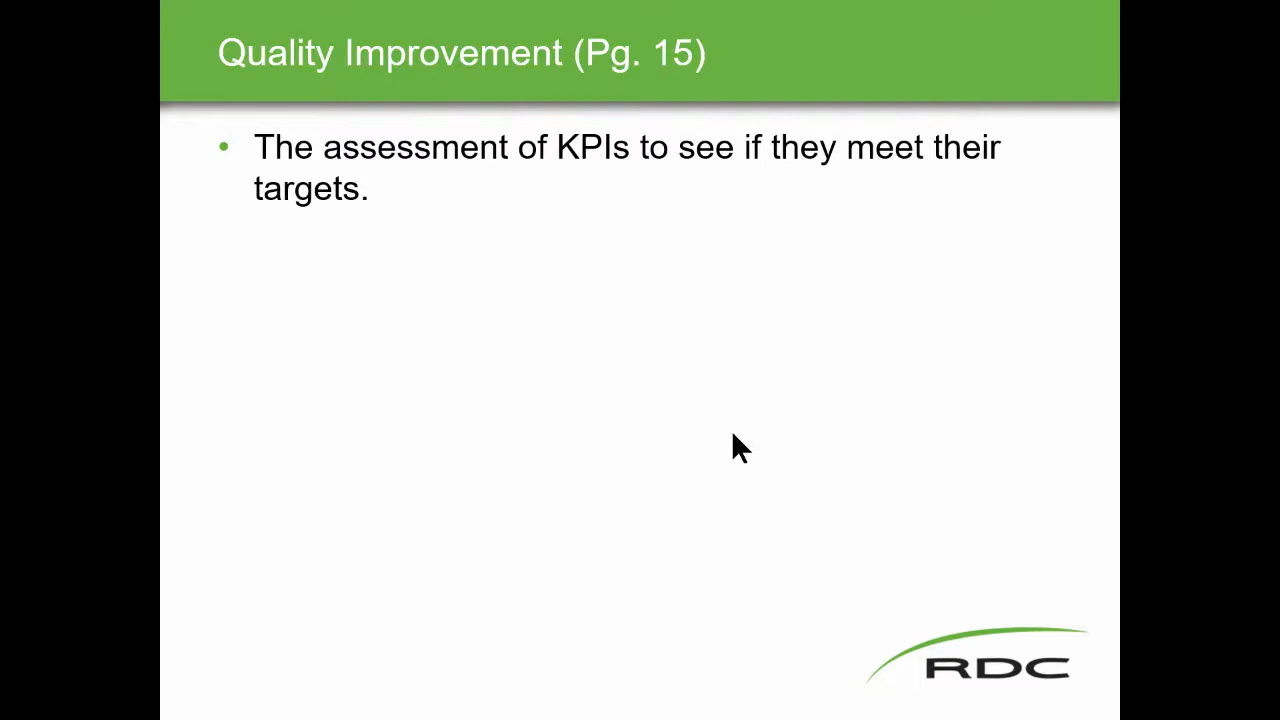 Quality Improvement (Pg. 15)
• The assessment of KPIs to see if they meet their
targets.
RDC